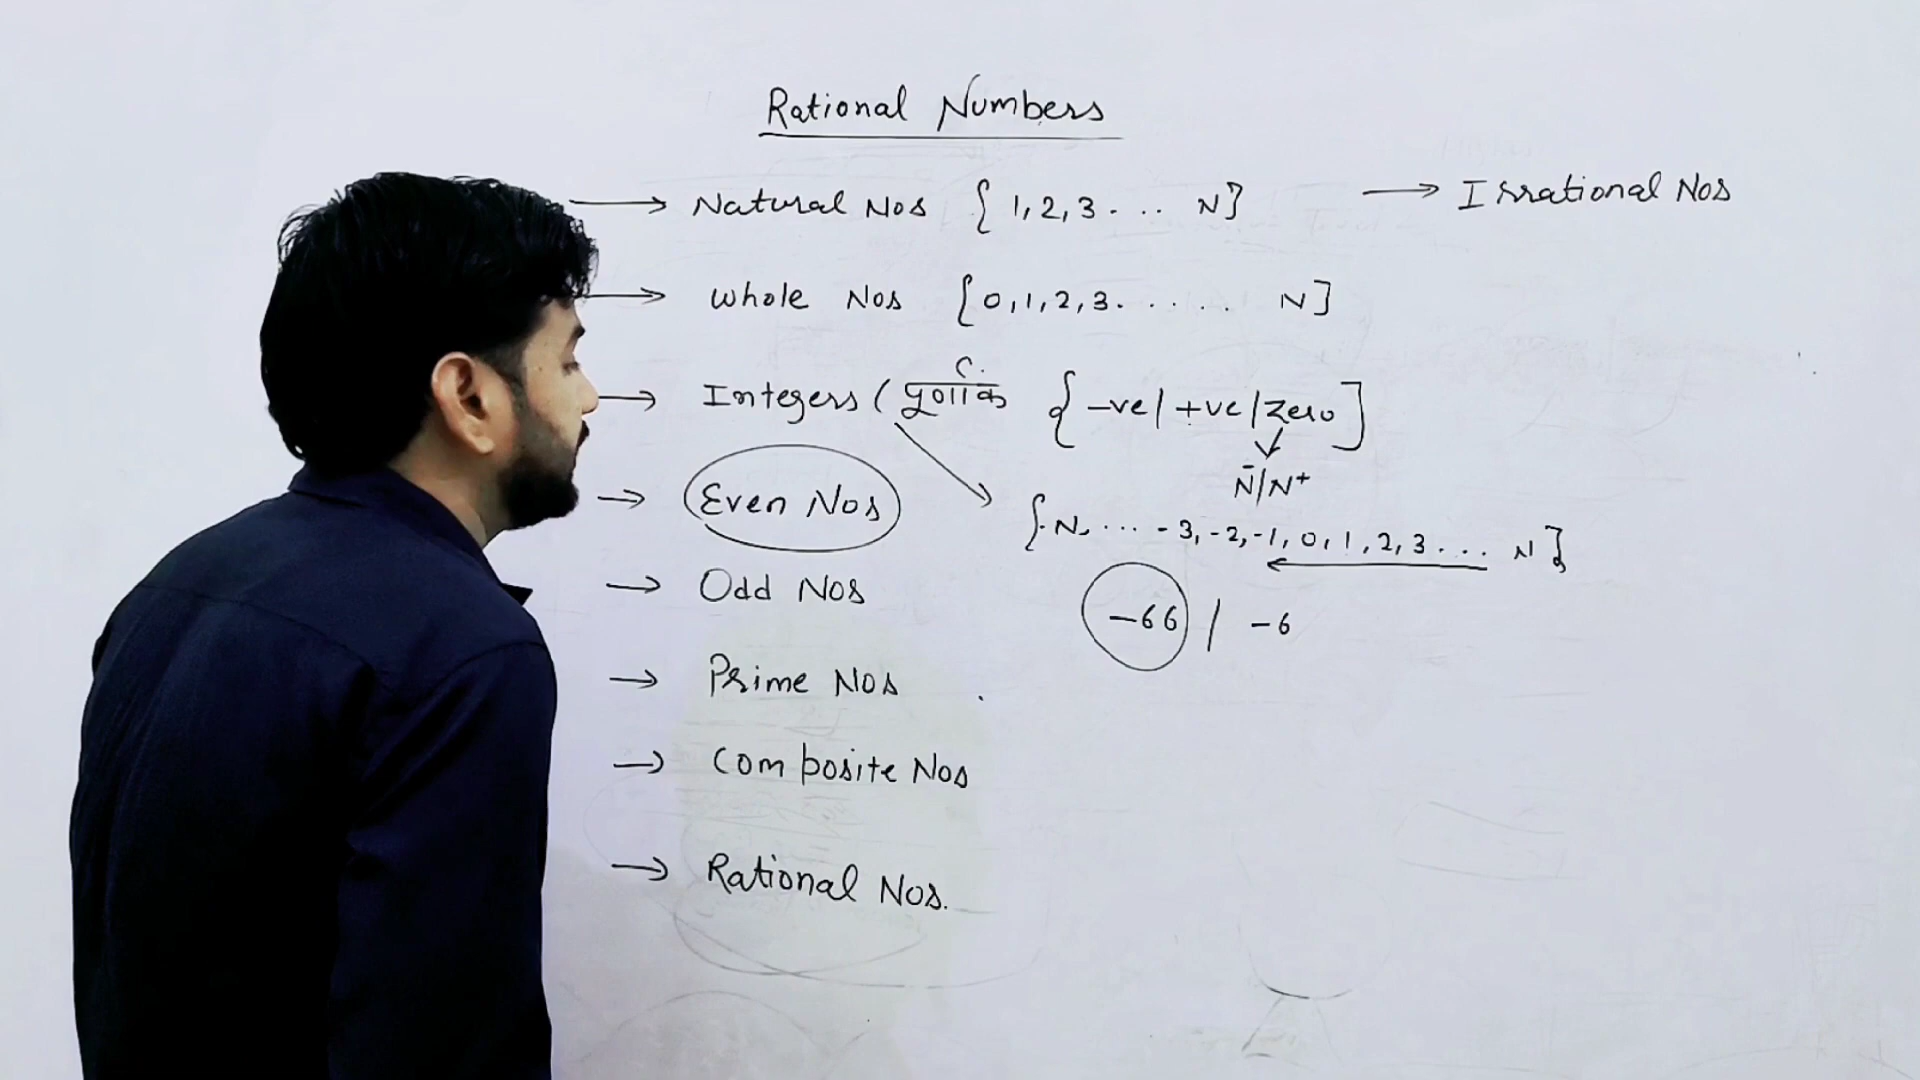 Rational Numbers
→ Natural Nos { 1, 2, 3 . . . . N}
→ Irrational Nos
→ Whole Nos [0, 1, 2, 3 . . . . . . N]
→ Integers ( पूर्णांक { -ve / +ve / Zero ]
N⁻/N⁺
→ Even Nos
{-N, ... -3, -2, -1, 0, 1, 2, 3 . . . N}
→ Odd Nos
-66 / -6
→ Prime Nos
→ Composite Nos
→ Rational Nos.